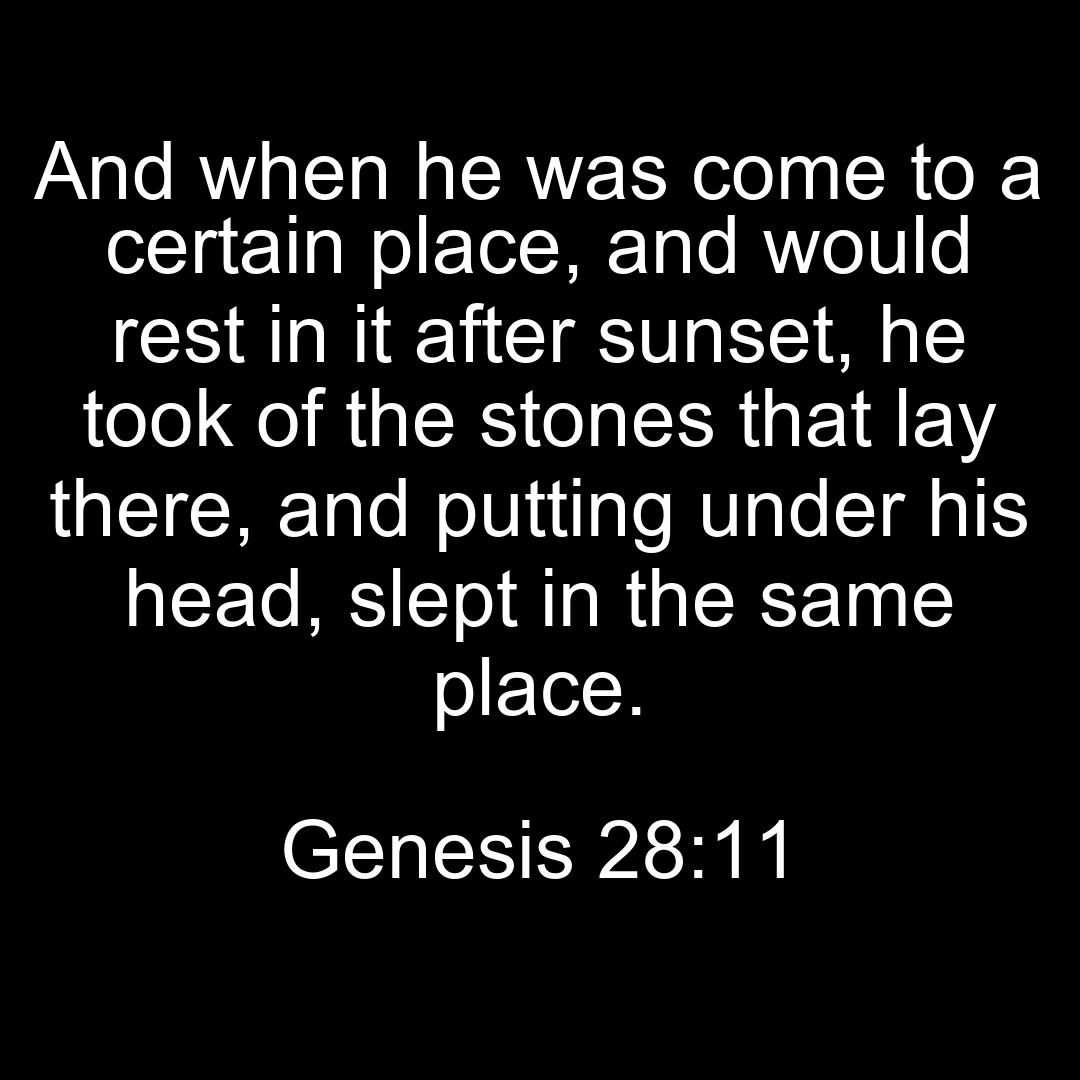 And when he was come to a
certain place, and would
rest in it after sunset, he
took of the stones that lay
there, and putting under his
head, slept in the same
place.
Genesis 28:11